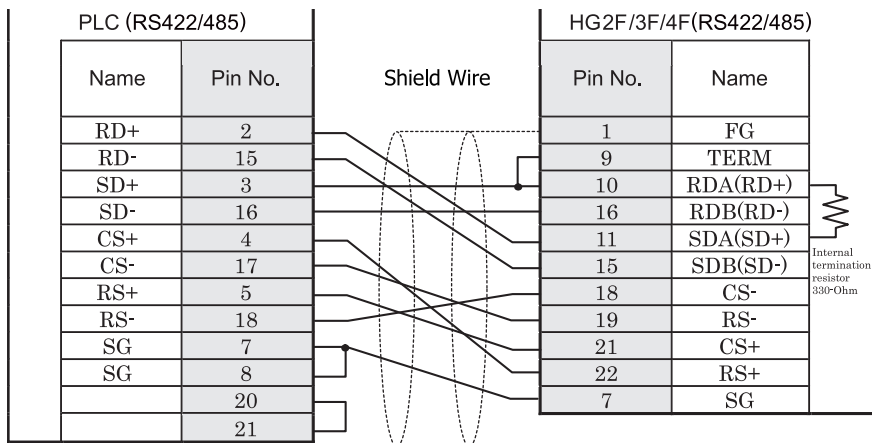 PLC (RS422/485) HG2F/3F/4F(RS422/485)
Name Pin No. Shield Wire Pin No. Name
RD+ 2 1 FG
RD- 15 9 TERM
SD+ 3 10 RDA(RD+)
SD- 16 16 RDB(RD-)
CS+ 4 11 SDA(SD+)
CS- 17 15 SDB(SD-)
Internal
termination
resistor
330-Ohm
RS+ 5 18 CS-
RS- 18 19 RS-
SG 7 21 CS+
SG 8 22 RS+
20 7 SG
21